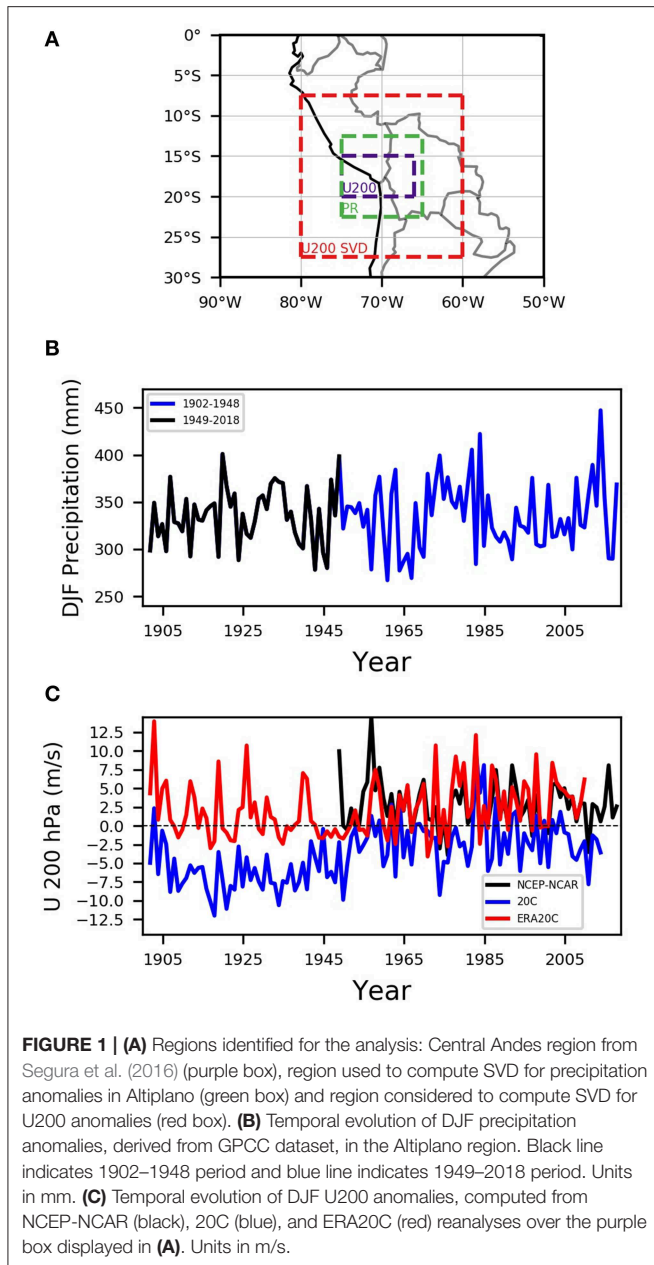 A
0°
5°S
10°S
15°S
20°S
25°S
30°S
U200
PR
U200 SVD
90°W 80°W 70°W 60°W 50°W
B
DJF Precipitation (mm)
450
400
350
300
250
1902-1948
1949-2018
1905 1925 1945 1965 1985 2005
Year
C
U 200 hPa (m/s)
12.5
10.0
7.5
5.0
2.5
0.0
−2.5
−5.0
−7.5
−10.0
−12.5
NCEP-NCAR
20C
ERA20C
1905 1925 1945 1965 1985 2005
Year
FIGURE 1 | (A) Regions identified for the analysis: Central Andes region from
Segura et al. (2016) (purple box), region used to compute SVD for precipitation
anomalies in Altiplano (green box) and region considered to compute SVD for
U200 anomalies (red box). (B) Temporal evolution of DJF precipitation
anomalies, derived from GPCC dataset, in the Altiplano region. Black line
indicates 1902–1948 period and blue line indicates 1949–2018 period. Units
in mm. (C) Temporal evolution of DJF U200 anomalies, computed from
NCEP-NCAR (black), 20C (blue), and ERA20C (red) reanalyses over the purple
box displayed in (A). Units in m/s.